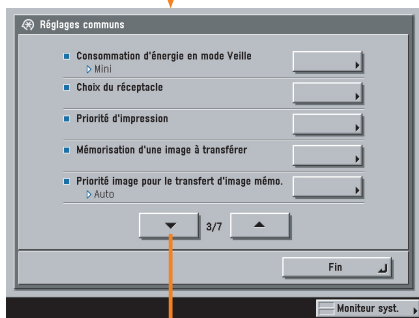 Réglages communs
Consommation d'énergie en mode Veille
Mini
Choix du réceptacle
Priorité d'impression
Mémorisation d'une image à transférer
Priorité image pour le transfert d'image mémo.
Auto
3/7
Fin
Moniteur syst.